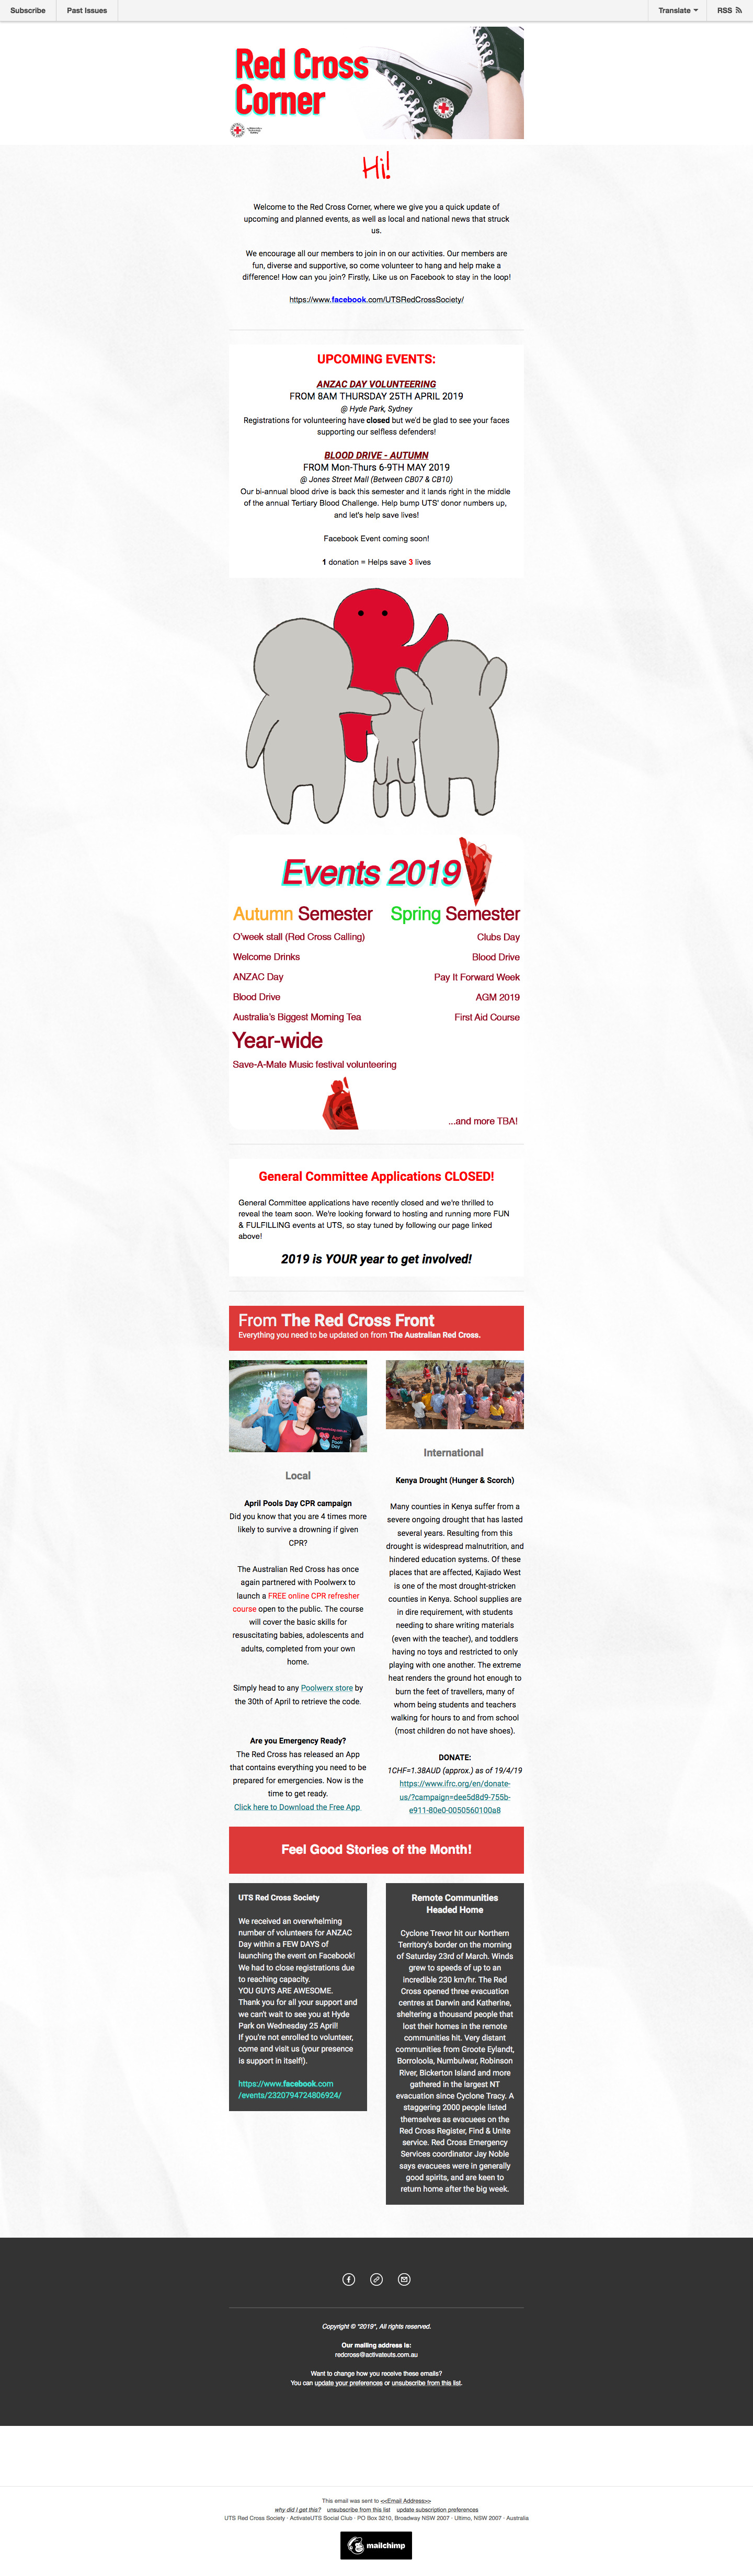 Subscribe
Past Issues
Translate
RSS
Red Cross
Corner
Hi!
Welcome to the Red Cross Corner, where we give you a quick update of
upcoming and planned events, as well as local and national news that struck
us.
We encourage all our members to join in on our activities. Our members are
fun, diverse and supportive, so come volunteer to hang and help make a
difference! How can you join? Firstly, Like us on Facebook to stay in the loop!
https://www.facebook.com/UTSRedCrossSociety/
UPCOMING EVENTS:
ANZAC DAY VOLUNTEERING
FROM 8AM THURSDAY 25TH APRIL 2019
@ Hyde Park, Sydney
Registrations for volunteering have closed but we'd be glad to see your faces
supporting our selfless defenders!
BLOOD DRIVE - AUTUMN
FROM Mon-Thurs 6-9TH MAY 2019
@ Jones Street Mall (Between CB07 & CB10)
Our bi-annual blood drive is back this semester and it lands right in the middle
of the annual Tertiary Blood Challenge. Help bump UTS' donor numbers up,
and let's help save lives!
Facebook Event coming soon!
1 donation = Helps save 3 lives
Events 2019
Autumn Semester
O'week stall (Red Cross Calling)
Welcome Drinks
ANZAC Day
Blood Drive
Australia's Biggest Morning Tea
Spring Semester
Clubs Day
Blood Drive
Pay It Forward Week
AGM 2019
First Aid Course
Year-wide
Save-A-Mate Music festival volunteering
...and more TBA!
General Committee Applications CLOSED!
General Committee applications have recently closed and we're thrilled to
reveal the team soon. We're looking forward to hosting and running more FUN
& FULFILLING events at UTS, so stay tuned by following our page linked
above!
2019 is YOUR year to get involved!
From The Red Cross Front
Everything you need to be updated on from The Australian Red Cross.
Local
April Pools Day CPR campaign
Did you know that you are 4 times more
likely to survive a drowning if given
CPR?
The Australian Red Cross has once
again partnered with Poolwerx to
launch a FREE online CPR refresher
course open to the public. The course
will cover the basic skills for
resuscitating babies, adolescents and
adults, completed from your own
home.
Simply head to any Poolwerx store by
the 30th of April to retrieve the code.
Are you Emergency Ready?
The Red Cross has released an App
that contains everything you need to be
prepared for emergencies. Now is the
time to get ready.
Click here to Download the Free App
International
Kenya Drought (Hunger & Scorch)
Many counties in Kenya suffer from a
severe ongoing drought that has lasted
several years. Resulting from this
drought is widespread malnutrition, and
hindered education systems. Of these
places that are affected, Kajiado West
is one of the most drought-stricken
counties in Kenya. School supplies are
in dire requirement, with students
needing to share writing materials
(even with the teacher), and toddlers
having no toys and restricted to only
playing with one another. The extreme
heat renders the ground hot enough to
burn the feet of travellers, many of
whom being students and teachers
walking for hours to and from school
(most children do not have shoes).
DONATE:
1CHF=1.38AUD (approx.) as of 19/4/19
https://www.ifrc.org/en/donate-
us/?campaign=dee5d8d9-755b-
e911-80e0-0050560100a8
Feel Good Stories of the Month!
UTS Red Cross Society
We received an overwhelming
number of volunteers for ANZAC
Day within a FEW DAYS of
launching the event on Facebook!
We had to close registrations due
to reaching capacity.
YOU GUYS ARE AWESOME.
Thank you for all your support and
we can't wait to see you at Hyde
Park on Wednesday 25 April!
If you're not enrolled to volunteer,
come and visit us (your presence
is support in itself!).
https://www.facebook.com
/events/2320794724806924/
Remote Communities
Headed Home
Cyclone Trevor hit our Northern
Territory's border on the morning
of Saturday 23rd of March. Winds
grew to speeds of up to an
incredible 230 km/hr. The Red
Cross opened three evacuation
centres at Darwin and Katherine,
sheltering a thousand people that
lost their homes in the remote
communities hit. Very distant
communities from Groote Eylandt,
Borroloola, Numbulwar, Robinson
River, Bickerton Island and more
gathered in the largest NT
evacuation since Cyclone Tracy. A
staggering 2000 people listed
themselves as evacuees on the
Red Cross Register, Find & Unite
service. Red Cross Emergency
Services coordinator Jay Noble
says evacuees were in generally
good spirits, and are keen to
return home after the big week.
Copyright © "2019", All rights reserved.
Our mailing address is:
redcross@activateuts.com.au
Want to change how you receive these emails?
You can update your preferences or unsubscribe from this list.
This email was sent to <<Email Address>>
why did I get this? unsubscribe from this list update subscription preferences
UTS Red Cross Society · ActivateUTS Social Club · PO Box 3210, Broadway NSW 2007 · Ultimo, NSW 2007 · Australia
mailchimp